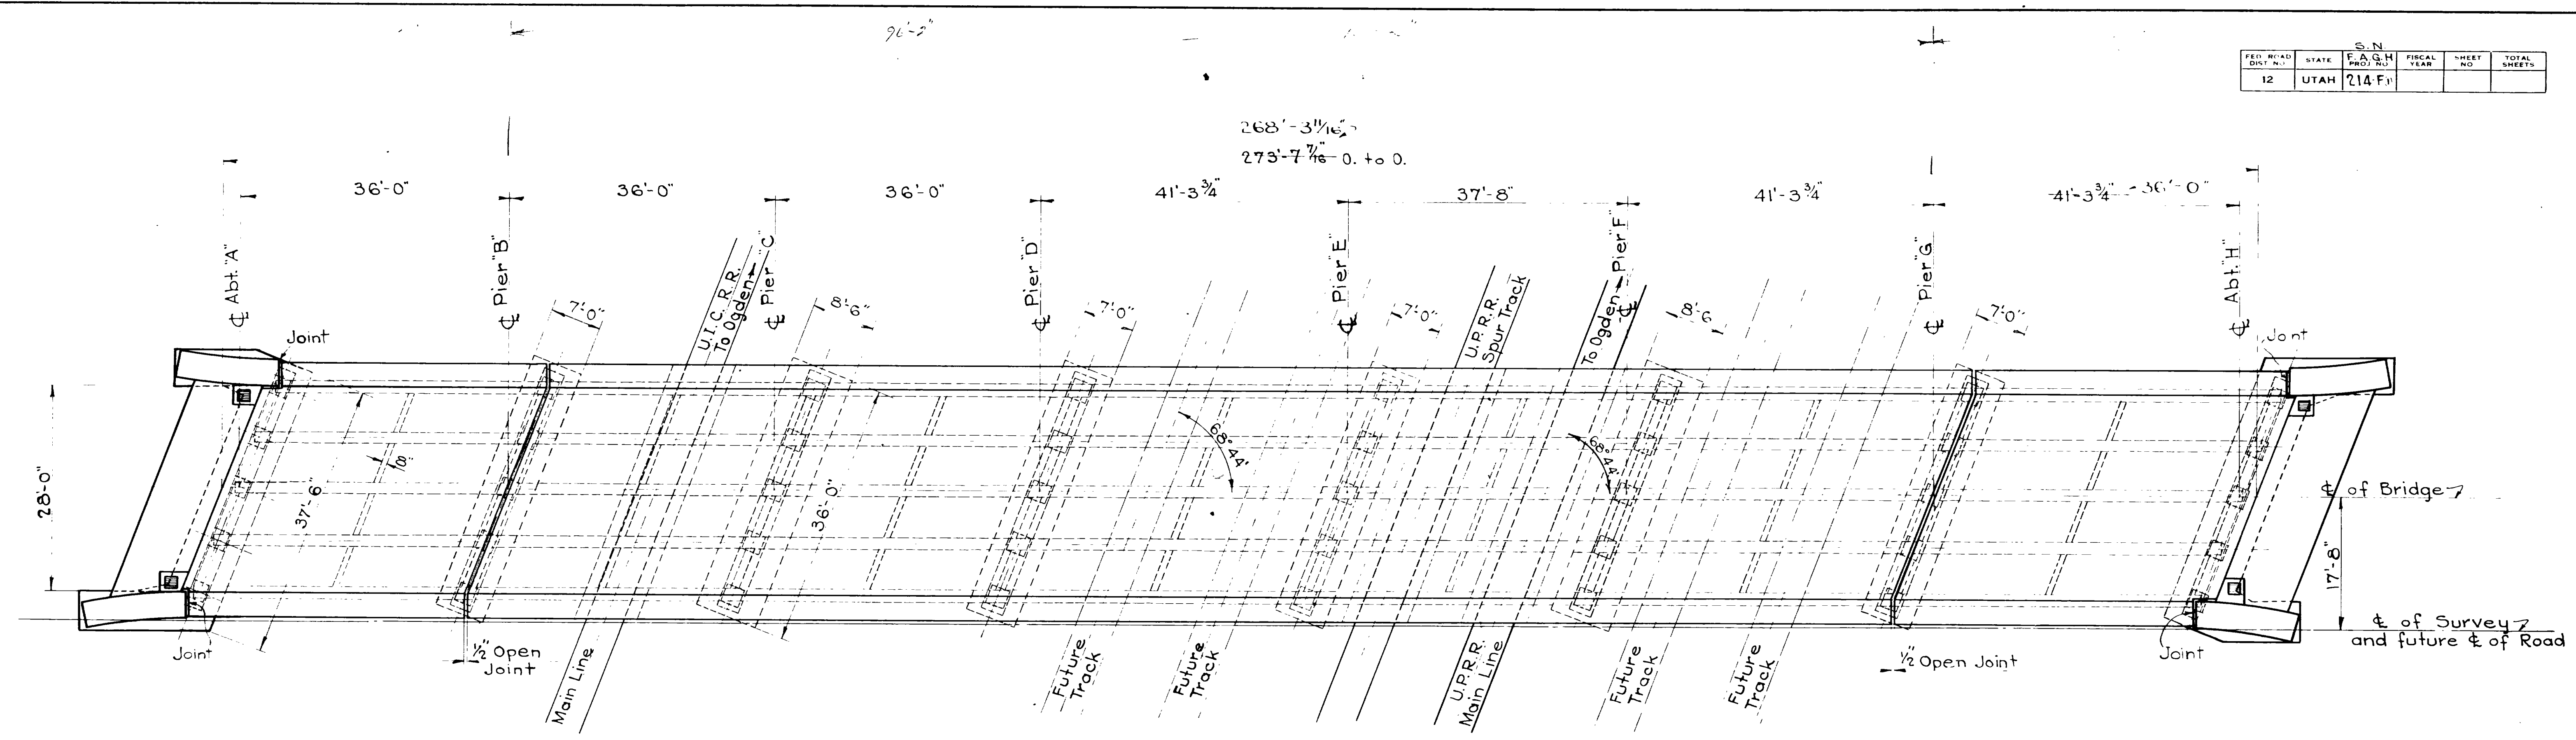 96'-2"
S.N.
FED. ROAD DIST. NO. STATE F.A.G.H. PROJ. NO. FISCAL YEAR SHEET NO. TOTAL SHEETS
12 UTAH
268'-3 11/16"
273'-7 7/16" O. to O.
36'-0" 36'-0" 36'-0" 41'-3 3/4" 37'-8" 41'-3 3/4" 41'-3 3/4" 36'-0"
℄ Abt. "A"
℄ Pier "B"
℄ Pier "C"
℄ Pier "D"
℄ Pier "E"
℄ Pier "F"
℄ Pier "G"
℄ Abt. "H"
U.I.C.R.R.
To Ogden
U.P.R.R.
Spur Track
To Ogden
7'-0" 8'-6" 7'-0" 7'-0" 8'-6 7'-0"
Joint
Joint
28'-0"
37'-6"
8"
36'-0"
68°44'
68°44'
℄ of Bridge
17'-8"
℄ of Survey
and future ℄ of Road
Joint
½" Open
Joint
Main Line
Future
Track
Future
Track
U.P.R.R.
Main Line
Future
Track
Future
Track
½" Open Joint
Joint